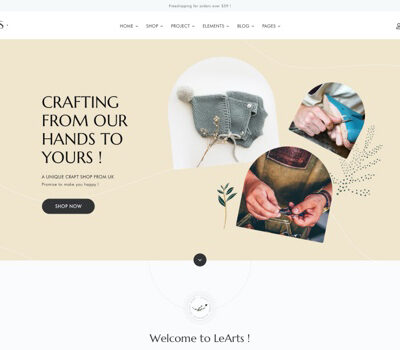 Freeshipping for orders over $59 !
S
HOME
SHOP
PROJECT
ELEMENTS
BLOG
PAGES
CRAFTING
FROM OUR
HANDS TO
YOURS !
A UNIQUE CRAFT SHOP FROM UK.
Promise to make you happy !
SHOP NOW
Welcome to LeArts !